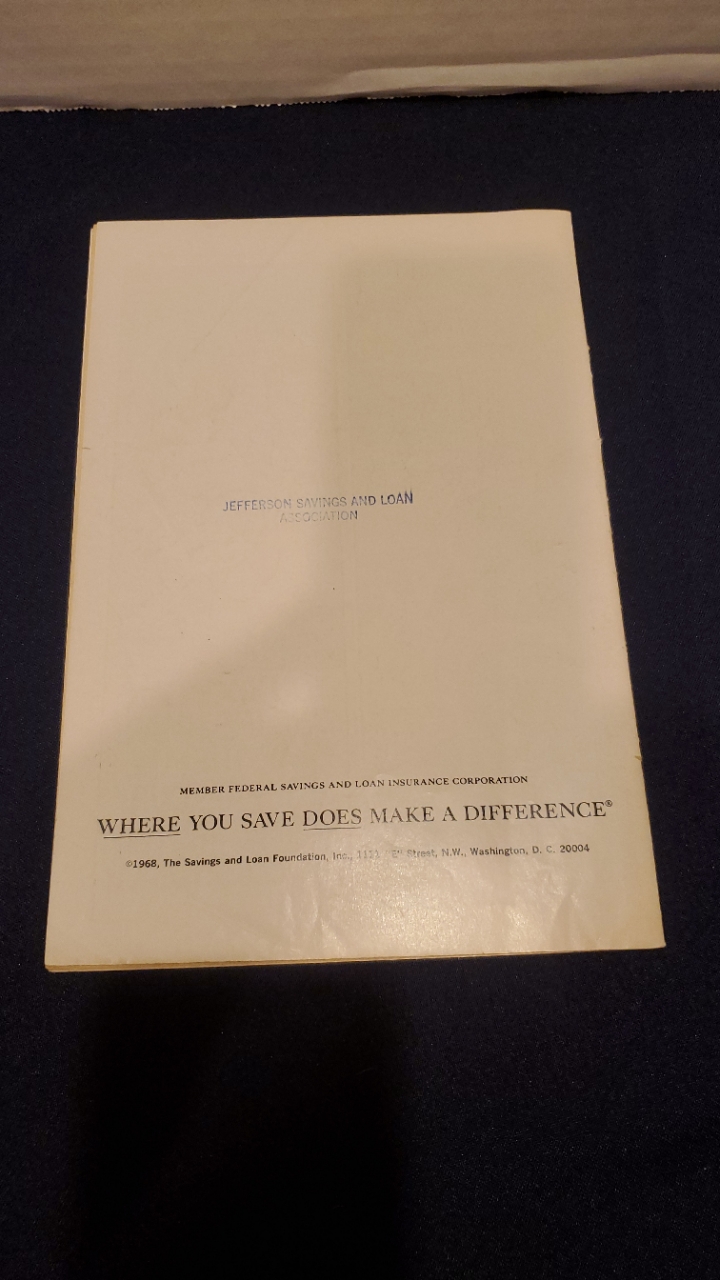 JEFFERSON SAVINGS AND LOAN
ASSOCIATION
MEMBER FEDERAL SAVINGS AND LOAN INSURANCE CORPORATION
WHERE YOU SAVE DOES MAKE A DIFFERENCE®
©1968, The Savings and Loan Foundation, Inc., 1111 "E" Street, N.W., Washington, D. C. 20004